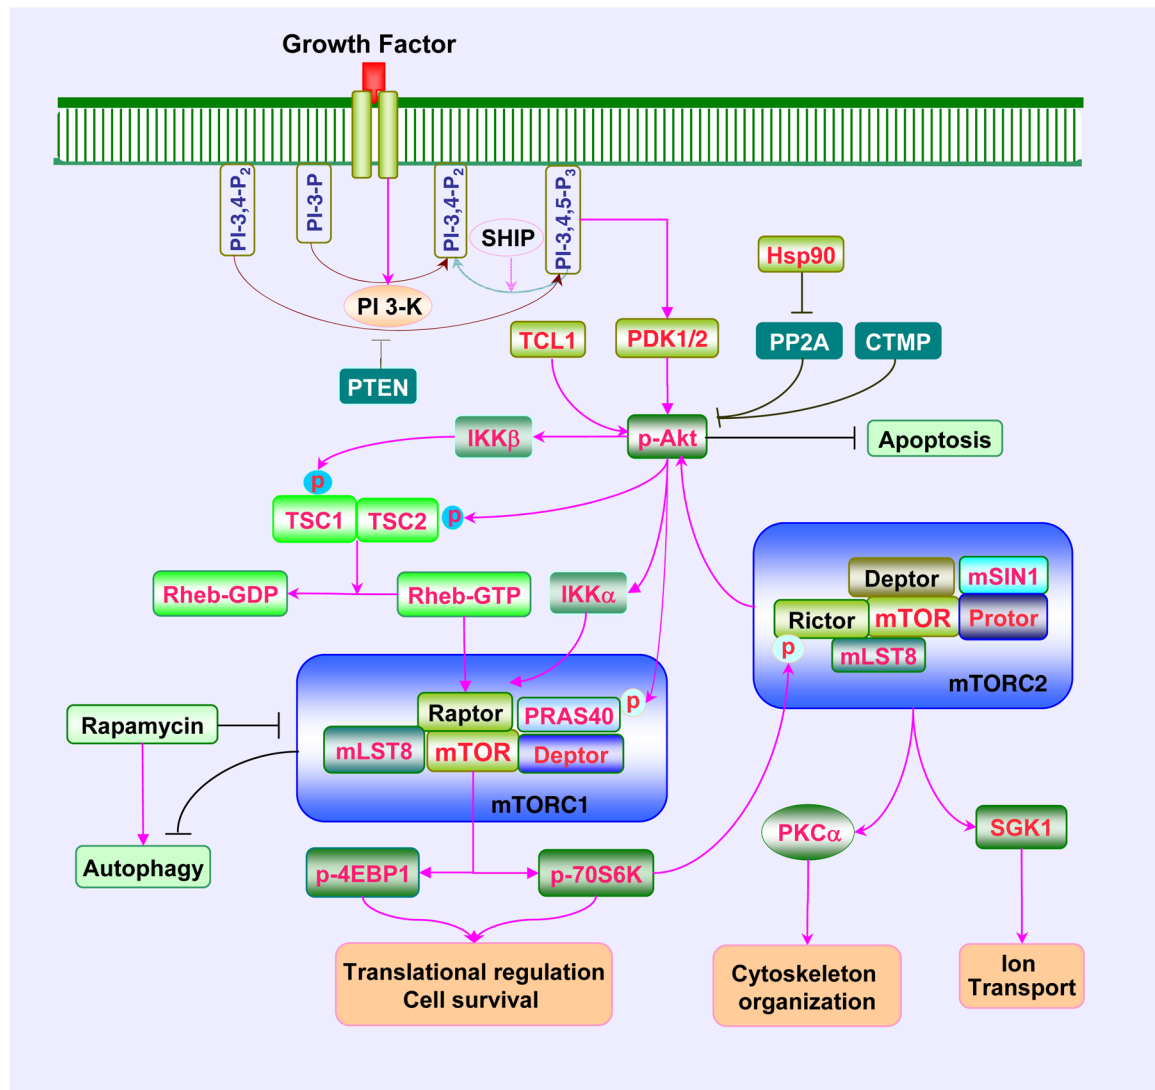 Growth Factor
PI-3,4-P2
PI-3-P
PI-3,4-P2
PI-3,4,5-P3
SHIP
Hsp90
PI 3-K
TCL1
PDK1/2
PP2A
CTMP
PTEN
IKKβ
p-Akt
Apoptosis
p
TSC1
TSC2
p
Rheb-GDP
Rheb-GTP
IKKα
Deptor
mSIN1
Rictor
mTOR
Protor
p
mLST8
mTORC2
Rapamycin
Raptor
PRAS40
p
mLST8
mTOR
Deptor
mTORC1
Autophagy
p-4EBP1
p-70S6K
PKCα
SGK1
Translational regulation
Cell survival
Cytoskeleton
organization
Ion
Transport